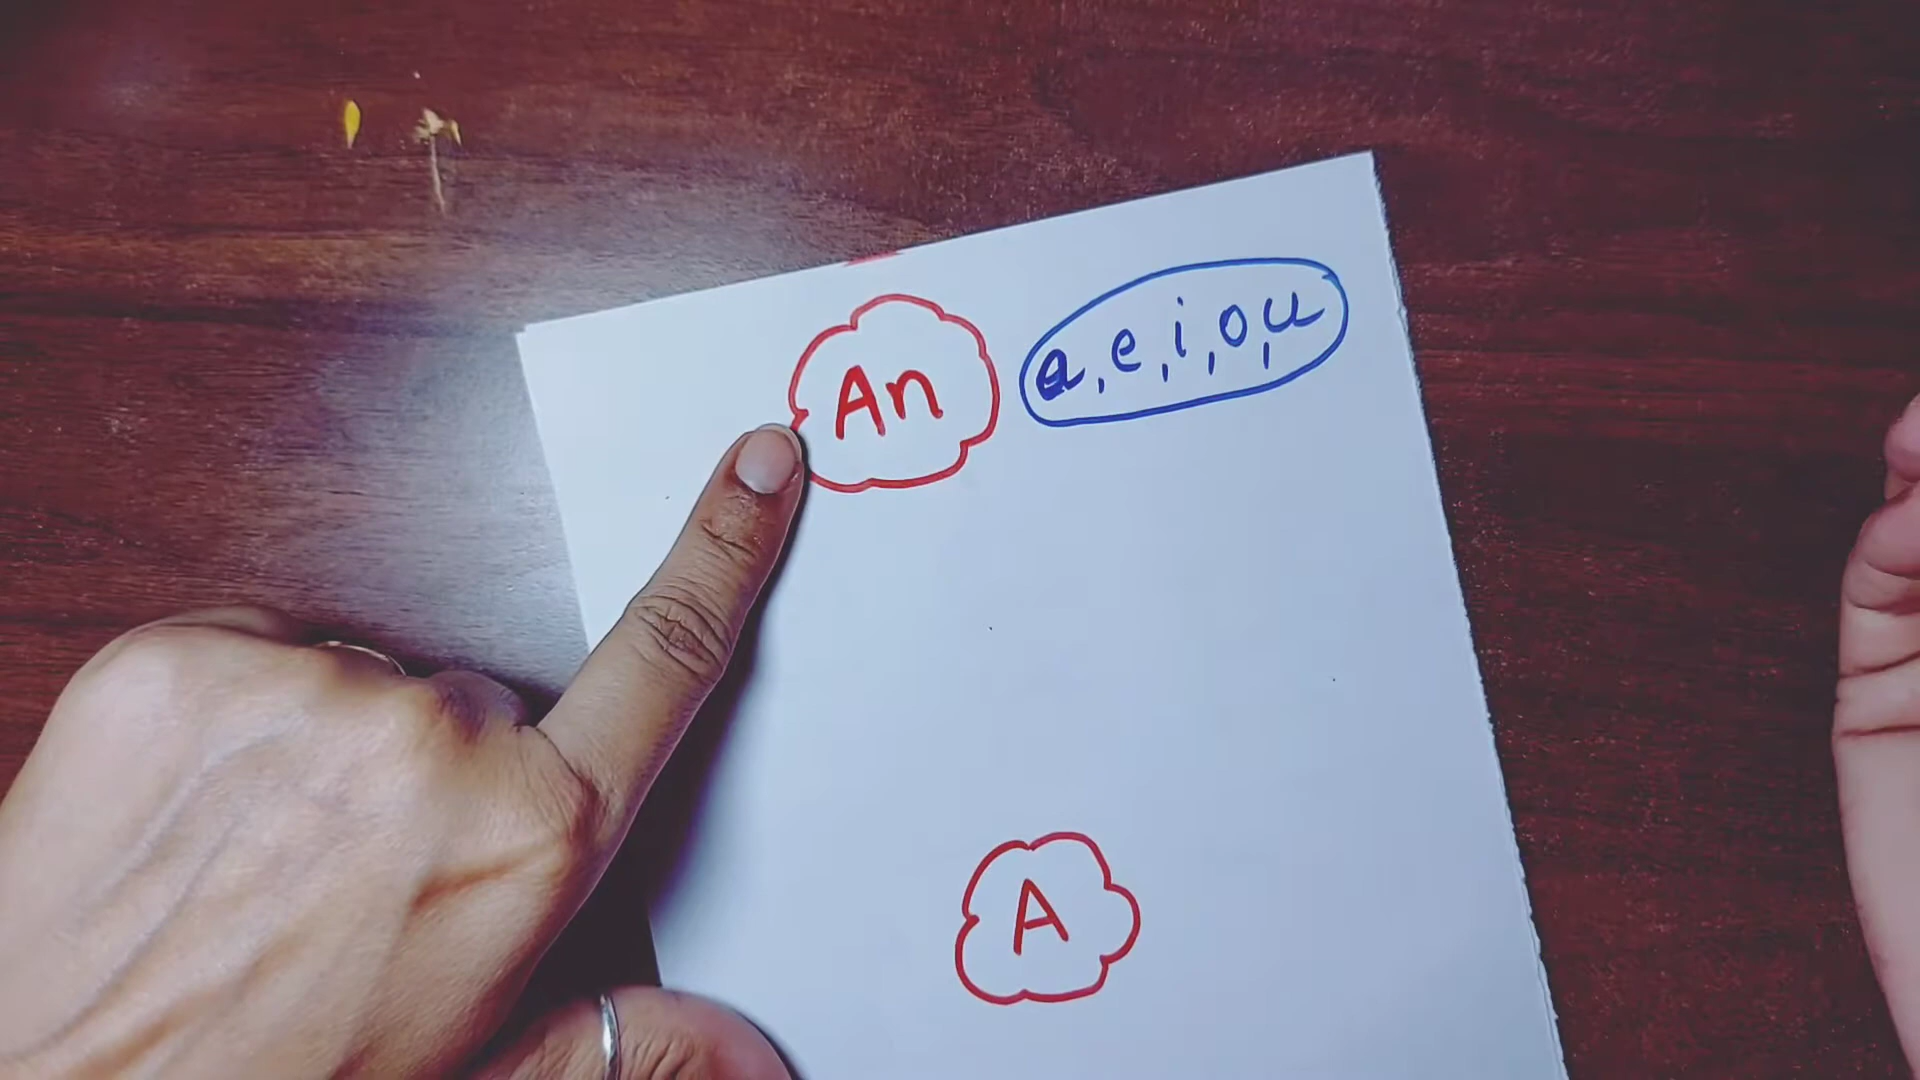 An a, e, i, o, u
A